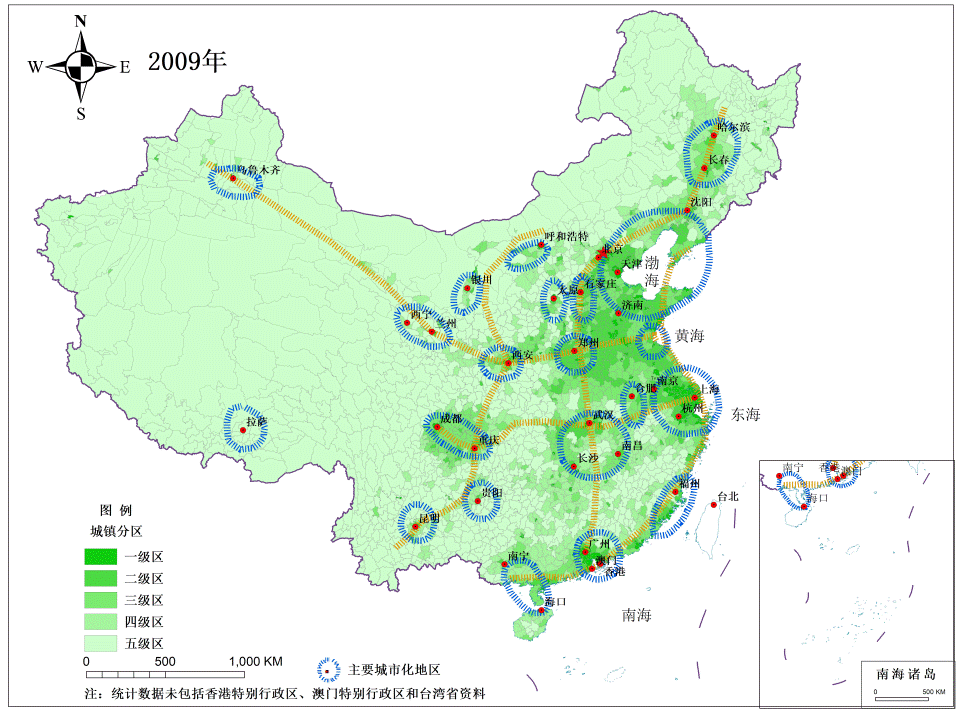 N
W
E
S
2009年
哈尔滨
长春
沈阳
乌鲁木齐
呼和浩特
北京
天津
渤海
银川
太原
石家庄
济南
西宁
兰州
黄海
郑州
西安
合肥
南京
上海
杭州
东海
拉萨
成都
重庆
武汉
南昌
长沙
贵阳
福州
台北
昆明
广州
澳门
香港
南宁
海口
南海
图 例
城镇分区
一级区
二级区
三级区
四级区
五级区
0 500 1,000 KM
主要城市化地区
注：统计数据未包括香港特别行政区、澳门特别行政区和台湾省资料
南宁
香港
澳门
海口
南海诸岛
0 500 KM